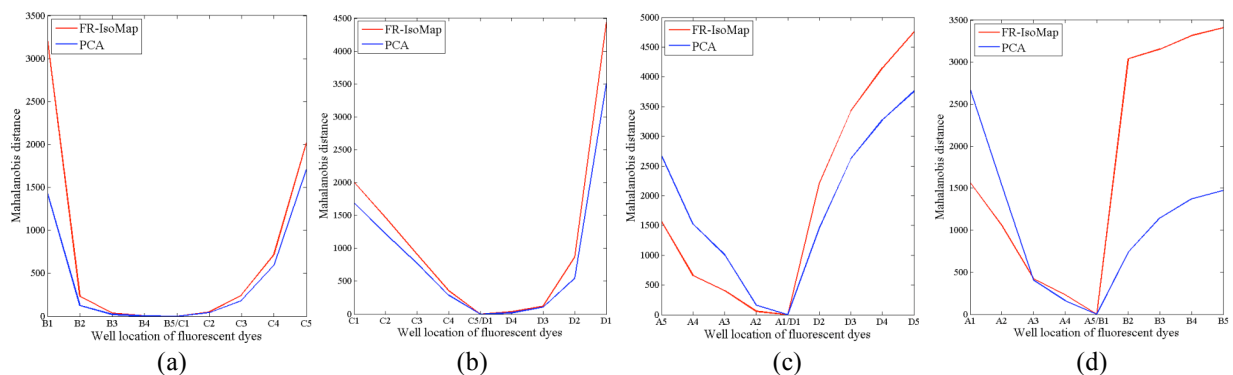 3500
3000
2500
2000
1500
1000
500
0
Mahalanobis distance
FR-IsoMap
PCA
B1 B2 B3 B4 B5/C1 C2 C3 C4 C5
Well location of fluorescent dyes
(a)
4500
4000
3500
3000
2500
2000
1500
1000
500
0
Mahalanobis distance
FR-IsoMap
PCA
C1 C2 C3 C4 C5/D1 D4 D3 D2 D1
Well location of fluorescent dyes
(b)
5000
4500
4000
3500
3000
2500
2000
1500
1000
500
0
Mahalanobis distance
FR-IsoMap
PCA
A5 A4 A3 A2 A1/D1 D2 D3 D4 D5
Well location of fluorescent dyes
(c)
3500
3000
2500
2000
1500
1000
500
0
Mahalanobis distance
FR-IsoMap
PCA
A1 A2 A3 A4 A5/B1 B2 B3 B4 B5
Well location of fluorescent dyes
(d)